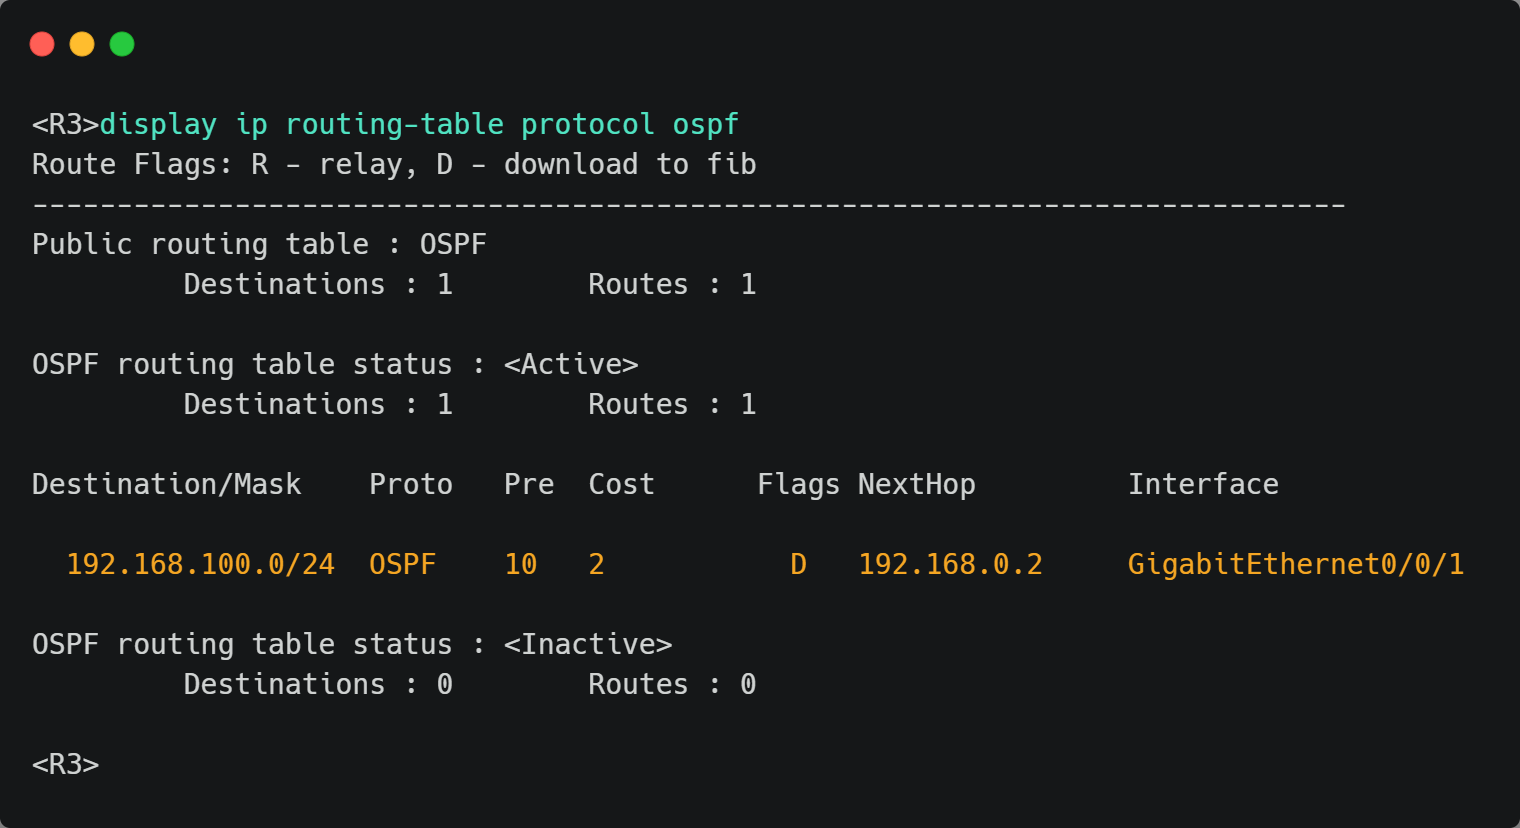 <R3>display ip routing-table protocol ospf
Route Flags: R - relay, D - download to fib
------------------------------------------------------------------------------
Public routing table : OSPF
         Destinations : 1        Routes : 1

OSPF routing table status : <Active>
         Destinations : 1        Routes : 1

Destination/Mask    Proto   Pre  Cost      Flags NextHop         Interface

  192.168.100.0/24  OSPF    10   2           D   192.168.0.2     GigabitEthernet0/0/1

OSPF routing table status : <Inactive>
         Destinations : 0        Routes : 0

<R3>